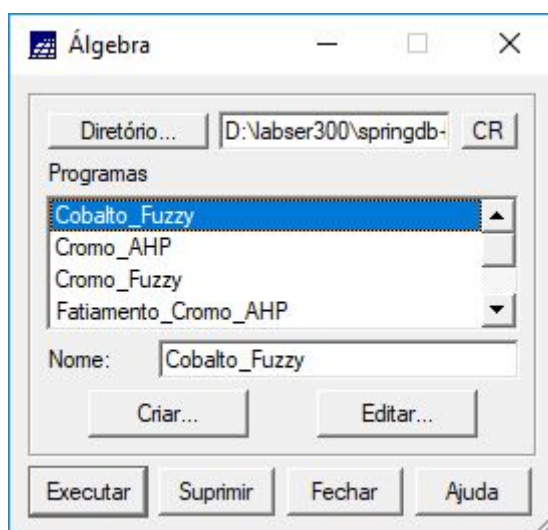 Álgebra
Diretório... D:\labser300\springdb- CR
Programas
Cobalto_Fuzzy
Cromo_AHP
Cromo_Fuzzy
Fatiamento_Cromo_AHP
Nome: Cobalto_Fuzzy
Criar... Editar...
Executar Suprimir Fechar Ajuda